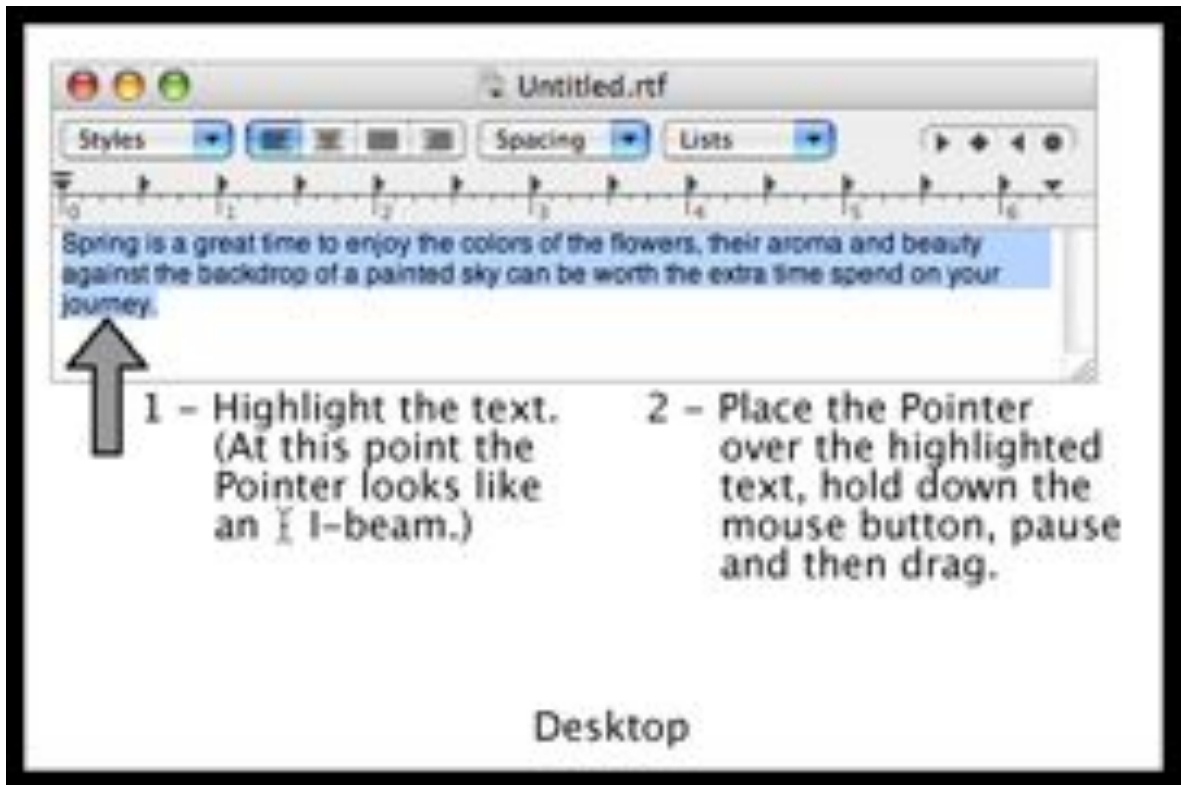 Untitled.rtf
Styles Spacing Lists
0 1 2 3 4 5 6
Spring is a great time to enjoy the colors of the flowers, their aroma and beauty
against the backdrop of a painted sky can be worth the extra time spend on your
journey.
1 – Highlight the text.
(At this point the
Pointer looks like
an I–beam.)
2 – Place the Pointer
over the highlighted
text, hold down the
mouse button, pause
and then drag.
Desktop